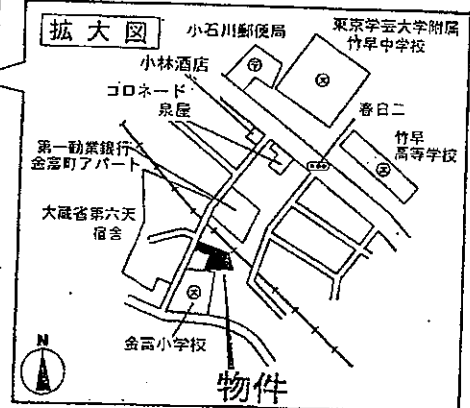 拡大図
小石川郵便局
東京学芸大学附属
竹早中学校
小林酒店
コロネード
泉屋
春日二
竹早
高等学校
第一勧業銀行
金富町アパート
大蔵省第六天
宿舎
金富小学校
物件
N